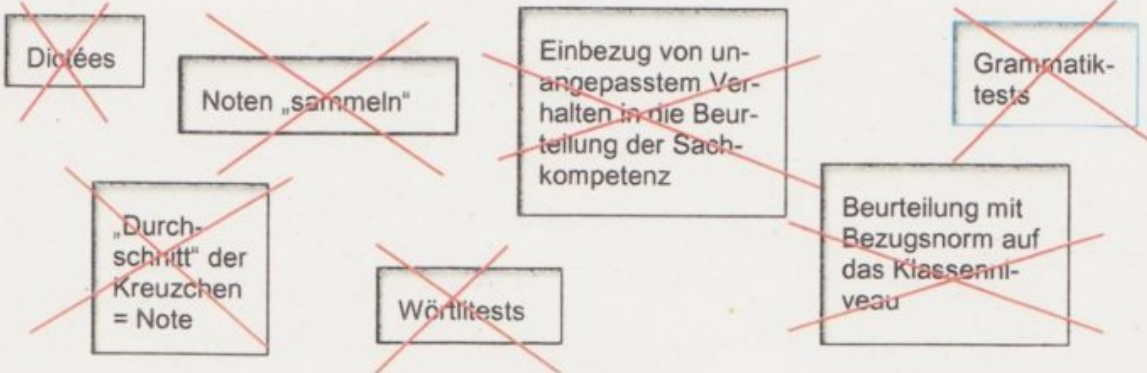 Dictées
Noten „sammeln“
Einbezug von un-
angepasstem Ver-
halten in die Beur-
teilung der Sach-
kompetenz
Grammatik-
tests
„Durch-
schnitt“ der
Kreuzchen
= Note
Wörtlitests
Beurteilung mit
Bezugsnorm auf
das Klassenni-
veau